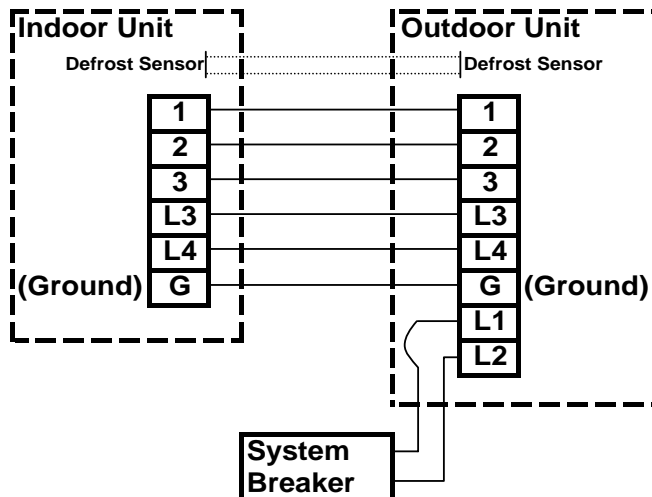 Indoor Unit
Outdoor Unit
Defrost Sensor
Defrost Sensor
1
1
2
2
3
3
L3
L3
L4
L4
(Ground)
G
G
(Ground)
L1
L2
System
Breaker